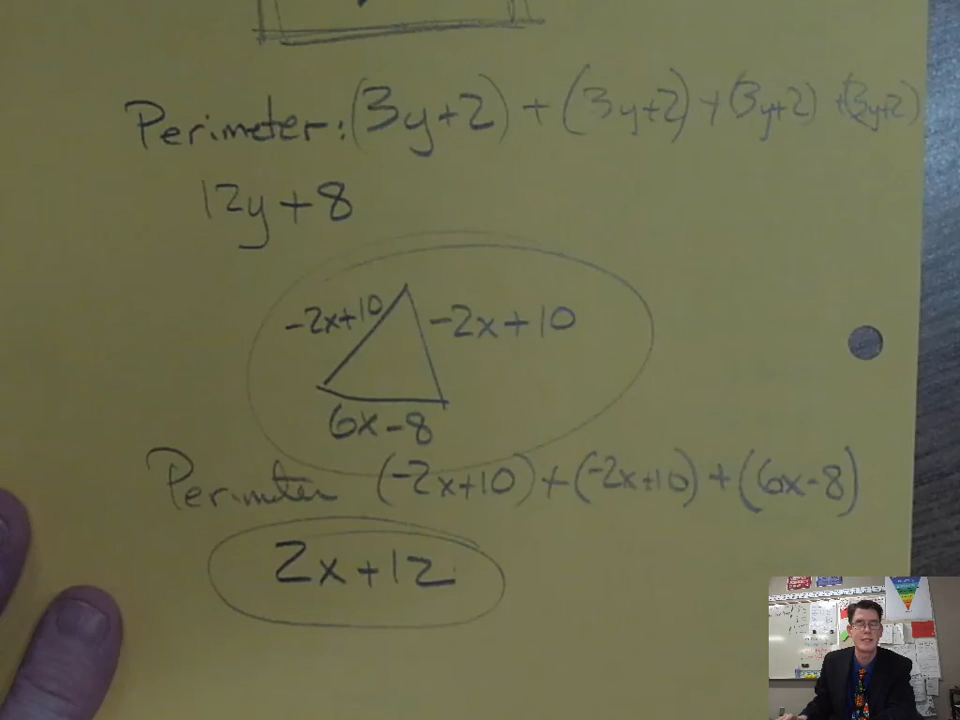 Perimeter: (3y+2) + (3y+2) + (3y+2) + (3y+2)
12y + 8
-2x+10 -2x+10
6x-8
Perimeter (-2x+10) + (-2x+10) + (6x-8)
2x+12